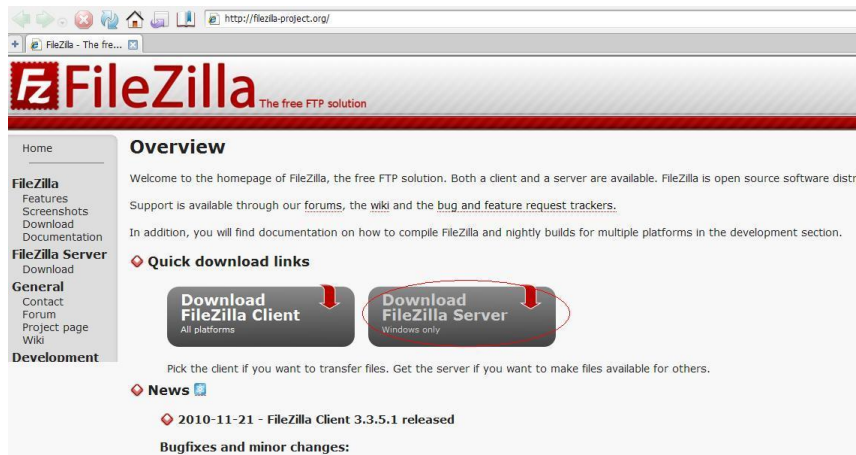 http://filezilla-project.org/
FileZilla - The fre...
Fz FileZilla The free FTP solution
Home
FileZilla
Features
Screenshots
Download
Documentation
FileZilla Server
Download
General
Contact
Forum
Project page
Wiki
Development
Overview
Welcome to the homepage of FileZilla, the free FTP solution. Both a client and a server are available. FileZilla is open source software distr
Support is available through our forums, the wiki and the bug and feature request trackers.
In addition, you will find documentation on how to compile FileZilla and nightly builds for multiple platforms in the development section.
Quick download links
Download
FileZilla Client
All platforms
Download
FileZilla Server
Windows only
Pick the client if you want to transfer files. Get the server if you want to make files available for others.
News
2010-11-21 - FileZilla Client 3.3.5.1 released
Bugfixes and minor changes: